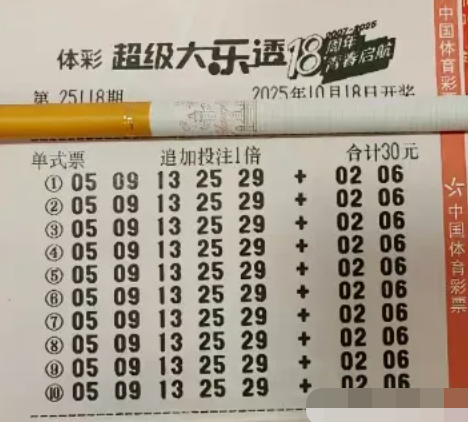 体彩 超级大乐透 18周年 2007-2025 青春启航
第 25118期 2025年10月18日开奖
单式票 追加投注1倍 合计30元
① 05 09 13 25 29 + 02 06
② 05 09 13 25 29 + 02 06
③ 05 09 13 25 29 + 02 06
④ 05 09 13 25 29 + 02 06
⑤ 05 09 13 25 29 + 02 06
⑥ 05 09 13 25 29 + 02 06
⑦ 05 09 13 25 29 + 02 06
⑧ 05 09 13 25 29 + 02 06
⑨ 05 09 13 25 29 + 02 06
⑩ 05 09 13 25 29 + 02 06
中国体育彩
中国体育彩票